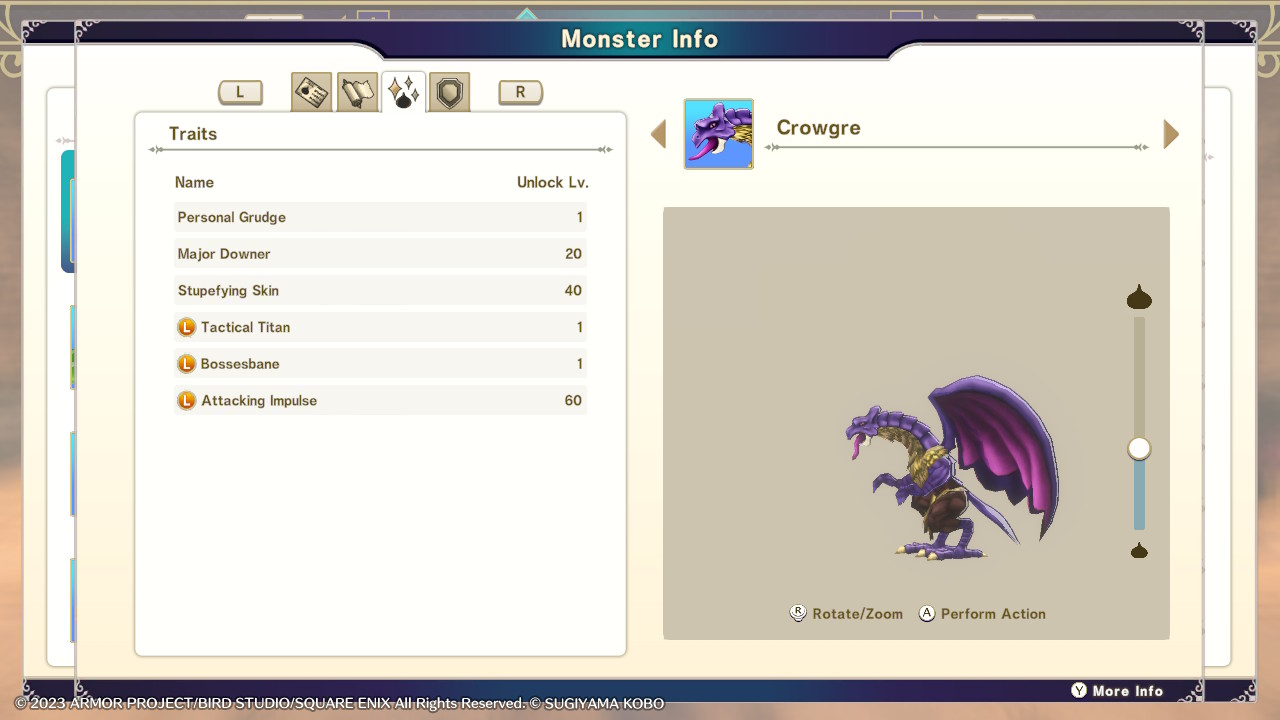 Monster Info
L
R
Traits
Name Unlock Lv.
Personal Grudge 1
Major Downer 20
Stupefying Skin 40
L Tactical Titan 1
L Bossesbane 1
L Attacking Impulse 60
Crowgre
R Rotate/Zoom A Perform Action
Y More Info
© 2023 ARMOR PROJECT/BIRD STUDIO/SQUARE ENIX All Rights Reserved. © SUGIYAMA KOBO